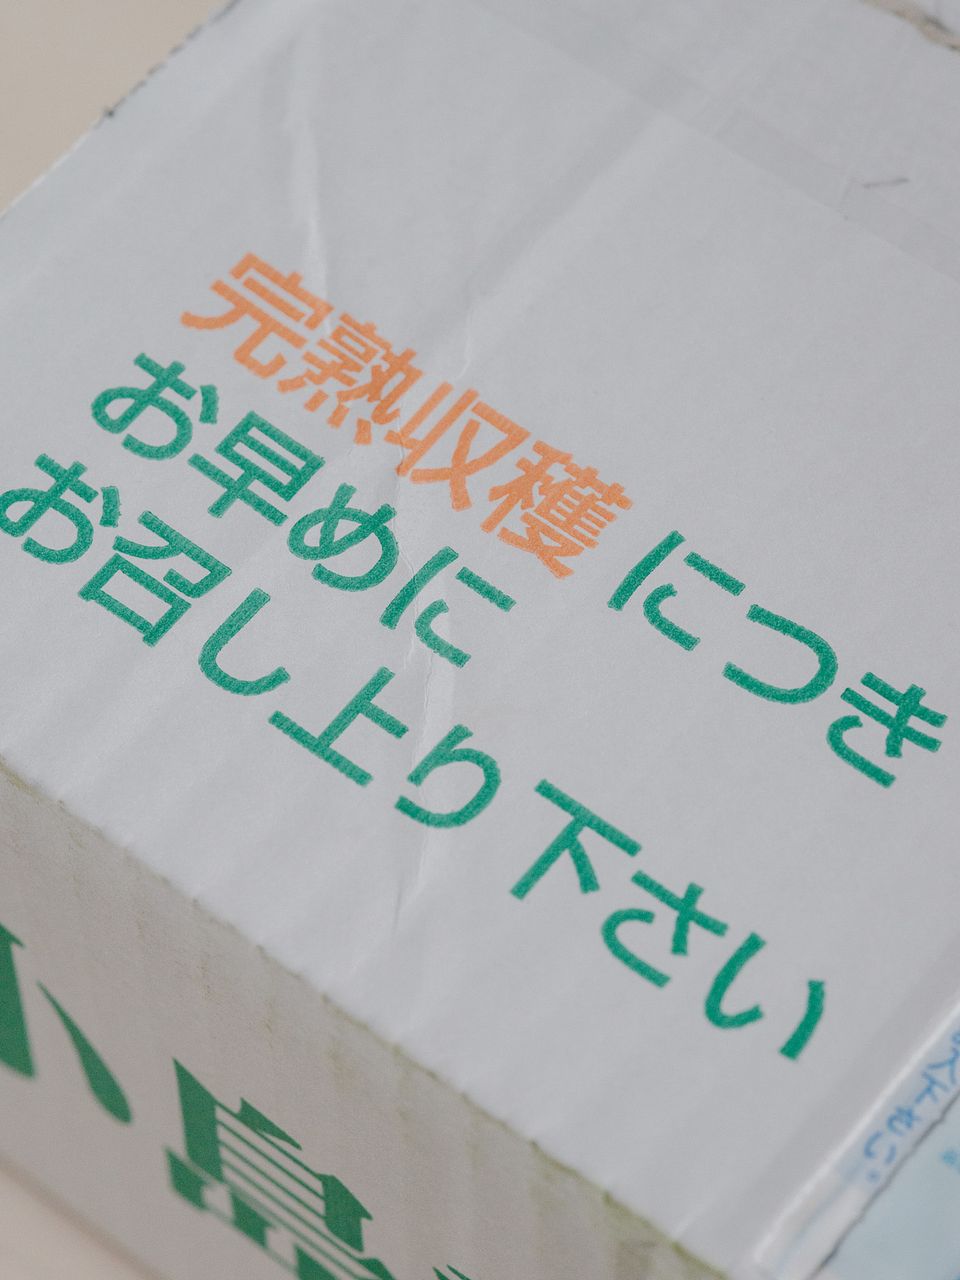 完熟収穫 につき
お早めに
お召し上り下さい